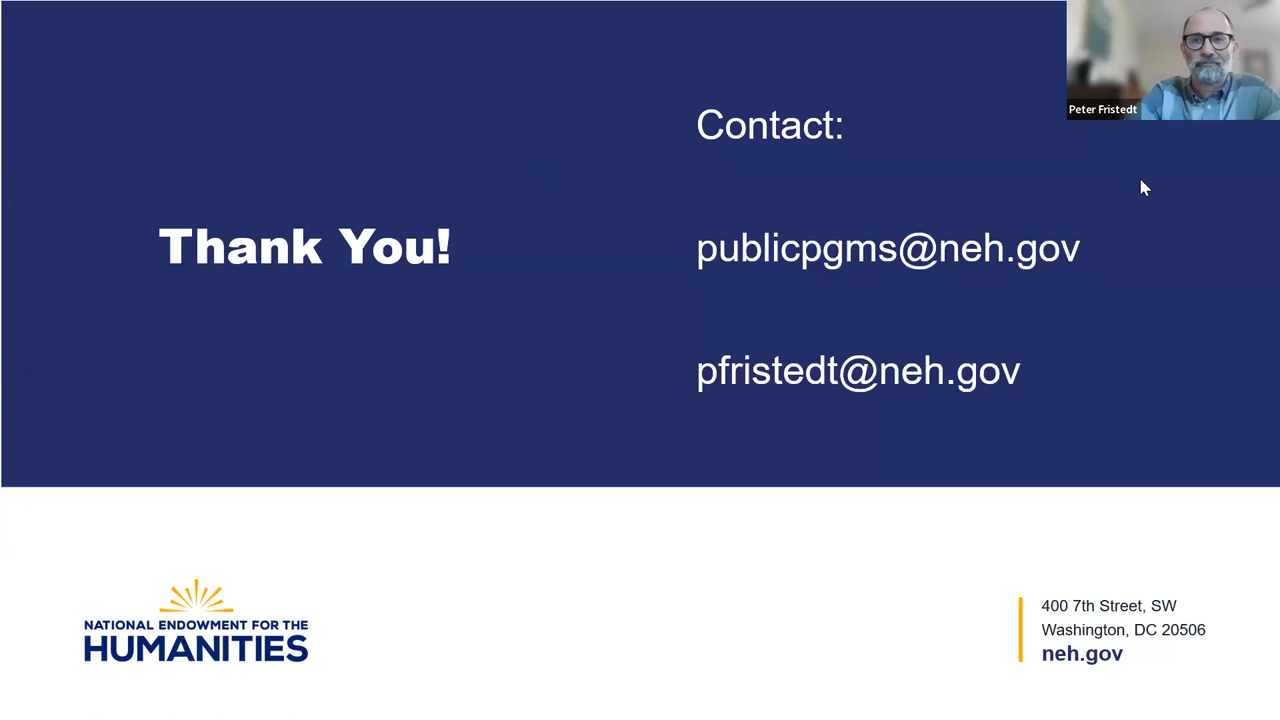 Thank You!
Contact:
publicpgms@neh.gov
pfristedt@neh.gov
Peter Fristedt
NATIONAL ENDOWMENT FOR THE
HUMANITIES
400 7th Street, SW
Washington, DC 20506
neh.gov